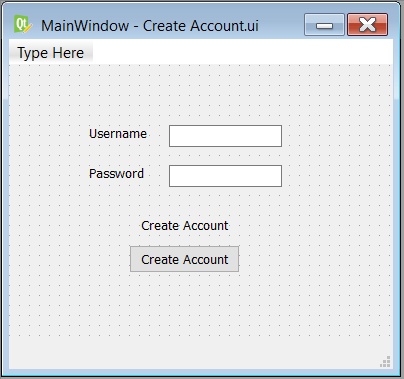 MainWindow - Create Account.ui
Type Here
Username
Password
Create Account
Create Account